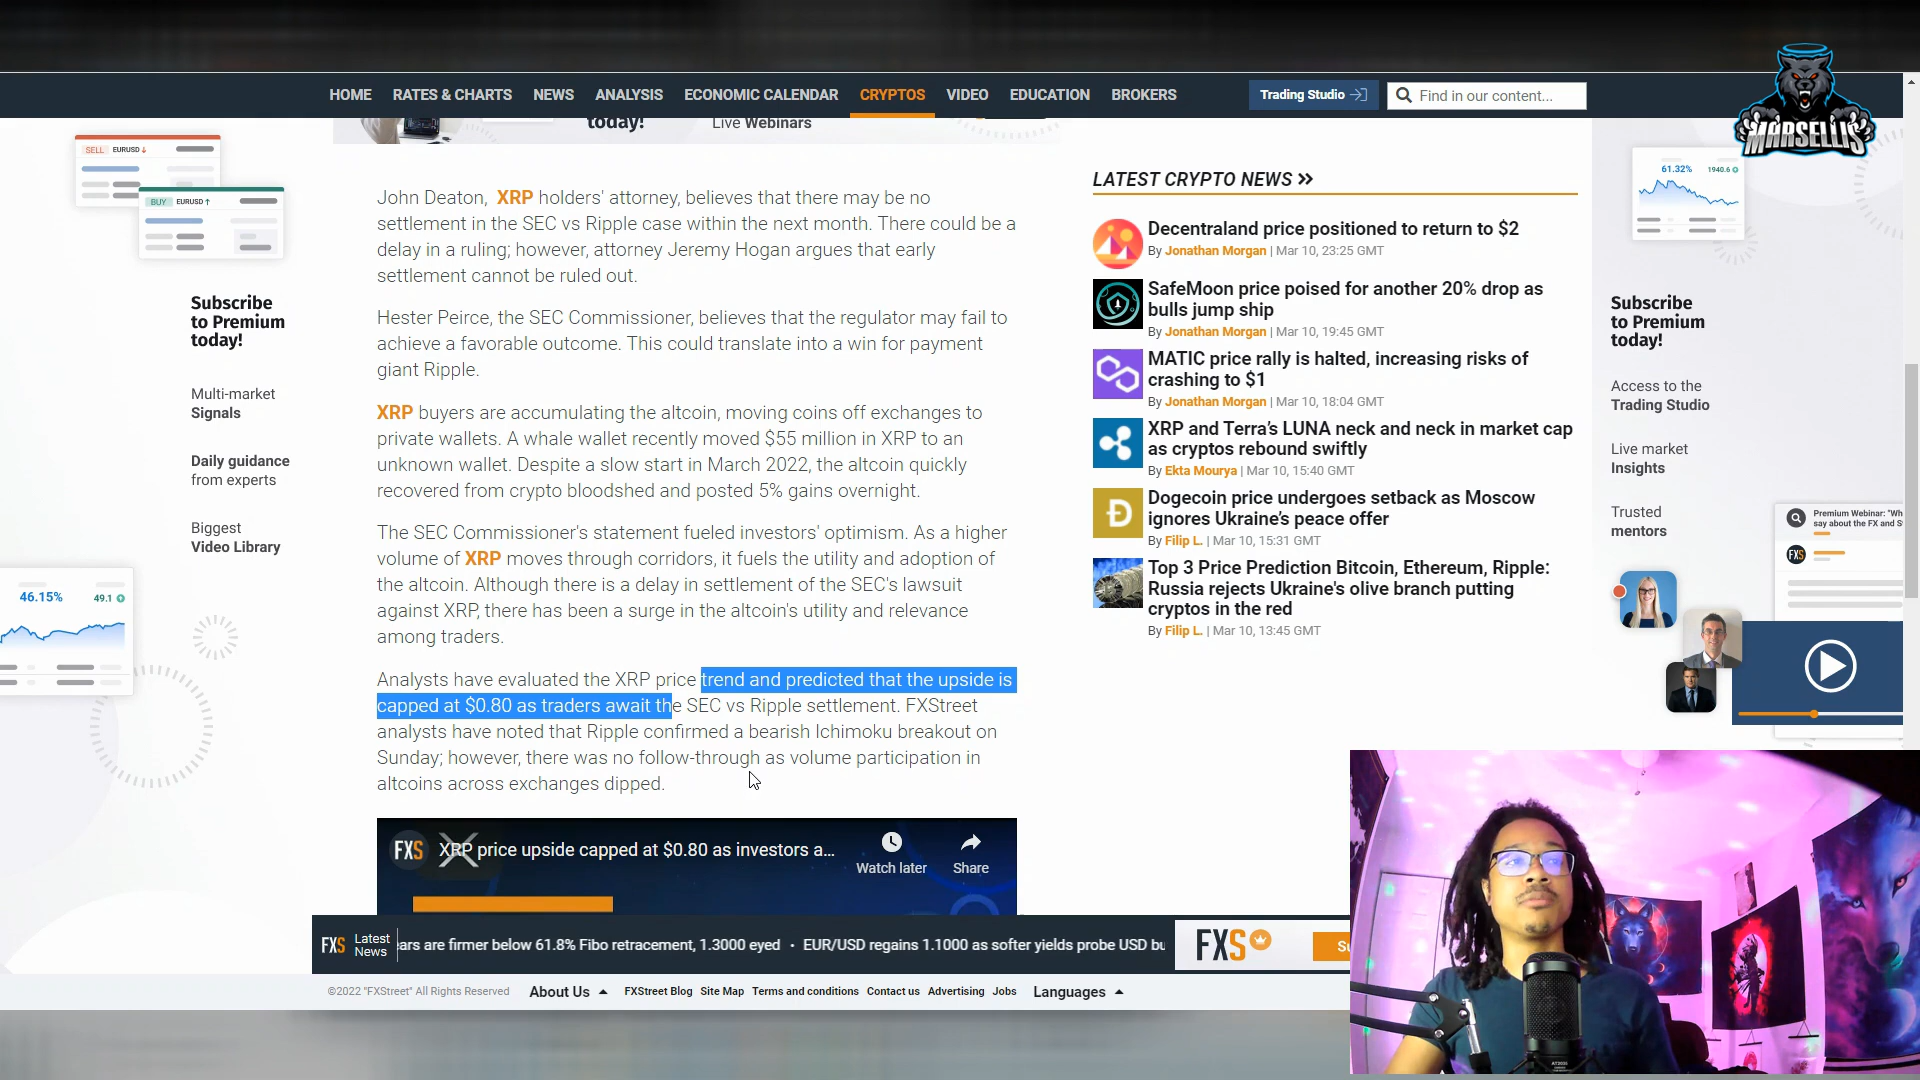 HOME RATES & CHARTS NEWS ANALYSIS ECONOMIC CALENDAR CRYPTOS VIDEO EDUCATION BROKERS
Trading Studio
Find in our content...
MARSELLIS
today!
Live Webinars
SELL EURUSD
BUY EURUSD
Subscribe
to Premium
today!
Multi-market
Signals
Daily guidance
from experts
Biggest
Video Library
46.15% 49.1
John Deaton, XRP holders' attorney, believes that there may be no
settlement in the SEC vs Ripple case within the next month. There could be a
delay in a ruling; however, attorney Jeremy Hogan argues that early
settlement cannot be ruled out.
Hester Peirce, the SEC Commissioner, believes that the regulator may fail to
achieve a favorable outcome. This could translate into a win for payment
giant Ripple.
XRP buyers are accumulating the altcoin, moving coins off exchanges to
private wallets. A whale wallet recently moved $55 million in XRP to an
unknown wallet. Despite a slow start in March 2022, the altcoin quickly
recovered from crypto bloodshed and posted 5% gains overnight.
The SEC Commissioner's statement fueled investors' optimism. As a higher
volume of XRP moves through corridors, it fuels the utility and adoption of
the altcoin. Although there is a delay in settlement of the SEC's lawsuit
against XRP, there has been a surge in the altcoin's utility and relevance
among traders.
Analysts have evaluated the XRP price trend and predicted that the upside is
capped at $0.80 as traders await the SEC vs Ripple settlement. FXStreet
analysts have noted that Ripple confirmed a bearish Ichimoku breakout on
Sunday; however, there was no follow-through as volume participation in
altcoins across exchanges dipped.
FXS XRP price upside capped at $0.80 as investors a...
Watch later
Share
LATEST CRYPTO NEWS >>
Decentraland price positioned to return to $2
By Jonathan Morgan | Mar 10, 23:25 GMT
SafeMoon price poised for another 20% drop as
bulls jump ship
By Jonathan Morgan | Mar 10, 19:45 GMT
MATIC price rally is halted, increasing risks of
crashing to $1
By Jonathan Morgan | Mar 10, 18:04 GMT
XRP and Terra's LUNA neck and neck in market cap
as cryptos rebound swiftly
By Ekta Mourya | Mar 10, 15:40 GMT
Dogecoin price undergoes setback as Moscow
ignores Ukraine's peace offer
By Filip L. | Mar 10, 15:31 GMT
Top 3 Price Prediction Bitcoin, Ethereum, Ripple:
Russia rejects Ukraine's olive branch putting
cryptos in the red
By Filip L. | Mar 10, 13:45 GMT
61.32% 1940.6
Subscribe
to Premium
today!
Access to the
Trading Studio
Live market
Insights
Trusted
mentors
Premium Webinar: "Wh
say about the FX and S
FXS
FXS Latest
News
ars are firmer below 61.8% Fibo retracement, 1.3000 eyed • EUR/USD regains 1.1000 as softer yields probe USD bu
FXS
Su
©2022 "FXStreet" All Rights Reserved About Us FXStreet Blog Site Map Terms and conditions Contact us Advertising Jobs Languages